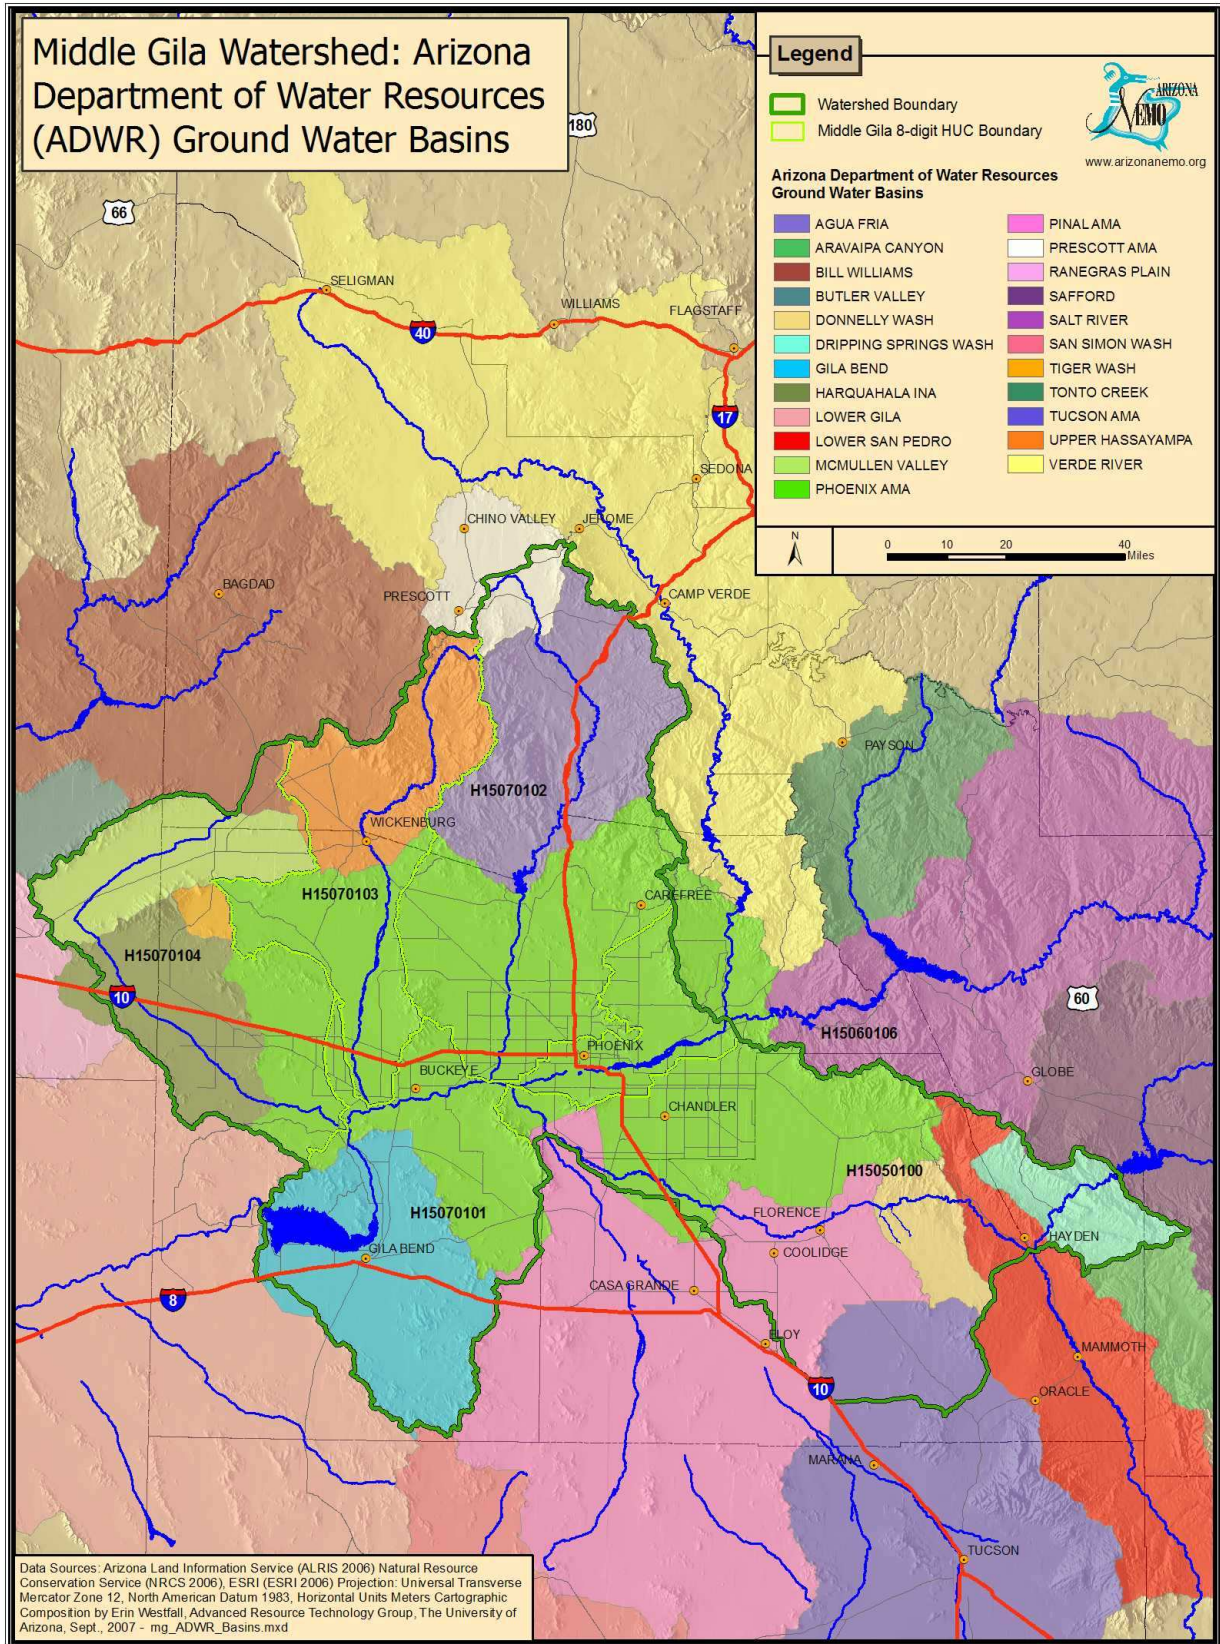 Middle Gila Watershed: Arizona
Department of Water Resources
(ADWR) Ground Water Basins
Legend
Watershed Boundary
Middle Gila 8-digit HUC Boundary
ARIZONA
NEMO
www.arizonanemo.org
Arizona Department of Water Resources
Ground Water Basins
AGUA FRIA
ARAVAIPA CANYON
BILL WILLIAMS
BUTLER VALLEY
DONNELLY WASH
DRIPPING SPRINGS WASH
GILA BEND
HARQUAHALA INA
LOWER GILA
LOWER SAN PEDRO
MCMULLEN VALLEY
PHOENIX AMA
PINAL AMA
PRESCOTT AMA
RANEGRAS PLAIN
SAFFORD
SALT RIVER
SAN SIMON WASH
TIGER WASH
TONTO CREEK
TUCSON AMA
UPPER HASSAYAMPA
VERDE RIVER
N
0 10 20 40
Miles
180
66
SELIGMAN
WILLIAMS
FLAGSTAFF
40
17
SEDONA
CHINO VALLEY
JEROME
BAGDAD
PRESCOTT
CAMP VERDE
PAYSON
H15070102
WICKENBURG
H15070103
CAREFREE
H15070104
10
60
H15060106
PHOENIX
GLOBE
BUCKEYE
CHANDLER
H15050100
H15070101
FLORENCE
HAYDEN
GILA BEND
COOLIDGE
CASA GRANDE
8
ELOY
MAMMOTH
10
ORACLE
MARANA
TUCSON
Data Sources: Arizona Land Information Service (ALRIS 2006) Natural Resource
Conservation Service (NRCS 2006), ESRI (ESRI 2006) Projection: Universal Transverse
Mercator Zone 12, North American Datum 1983, Horizontal Units Meters Cartographic
Composition by Erin Westfall, Advanced Resource Technology Group, The University of
Arizona, Sept., 2007 - mg_ADWR_Basins.mxd